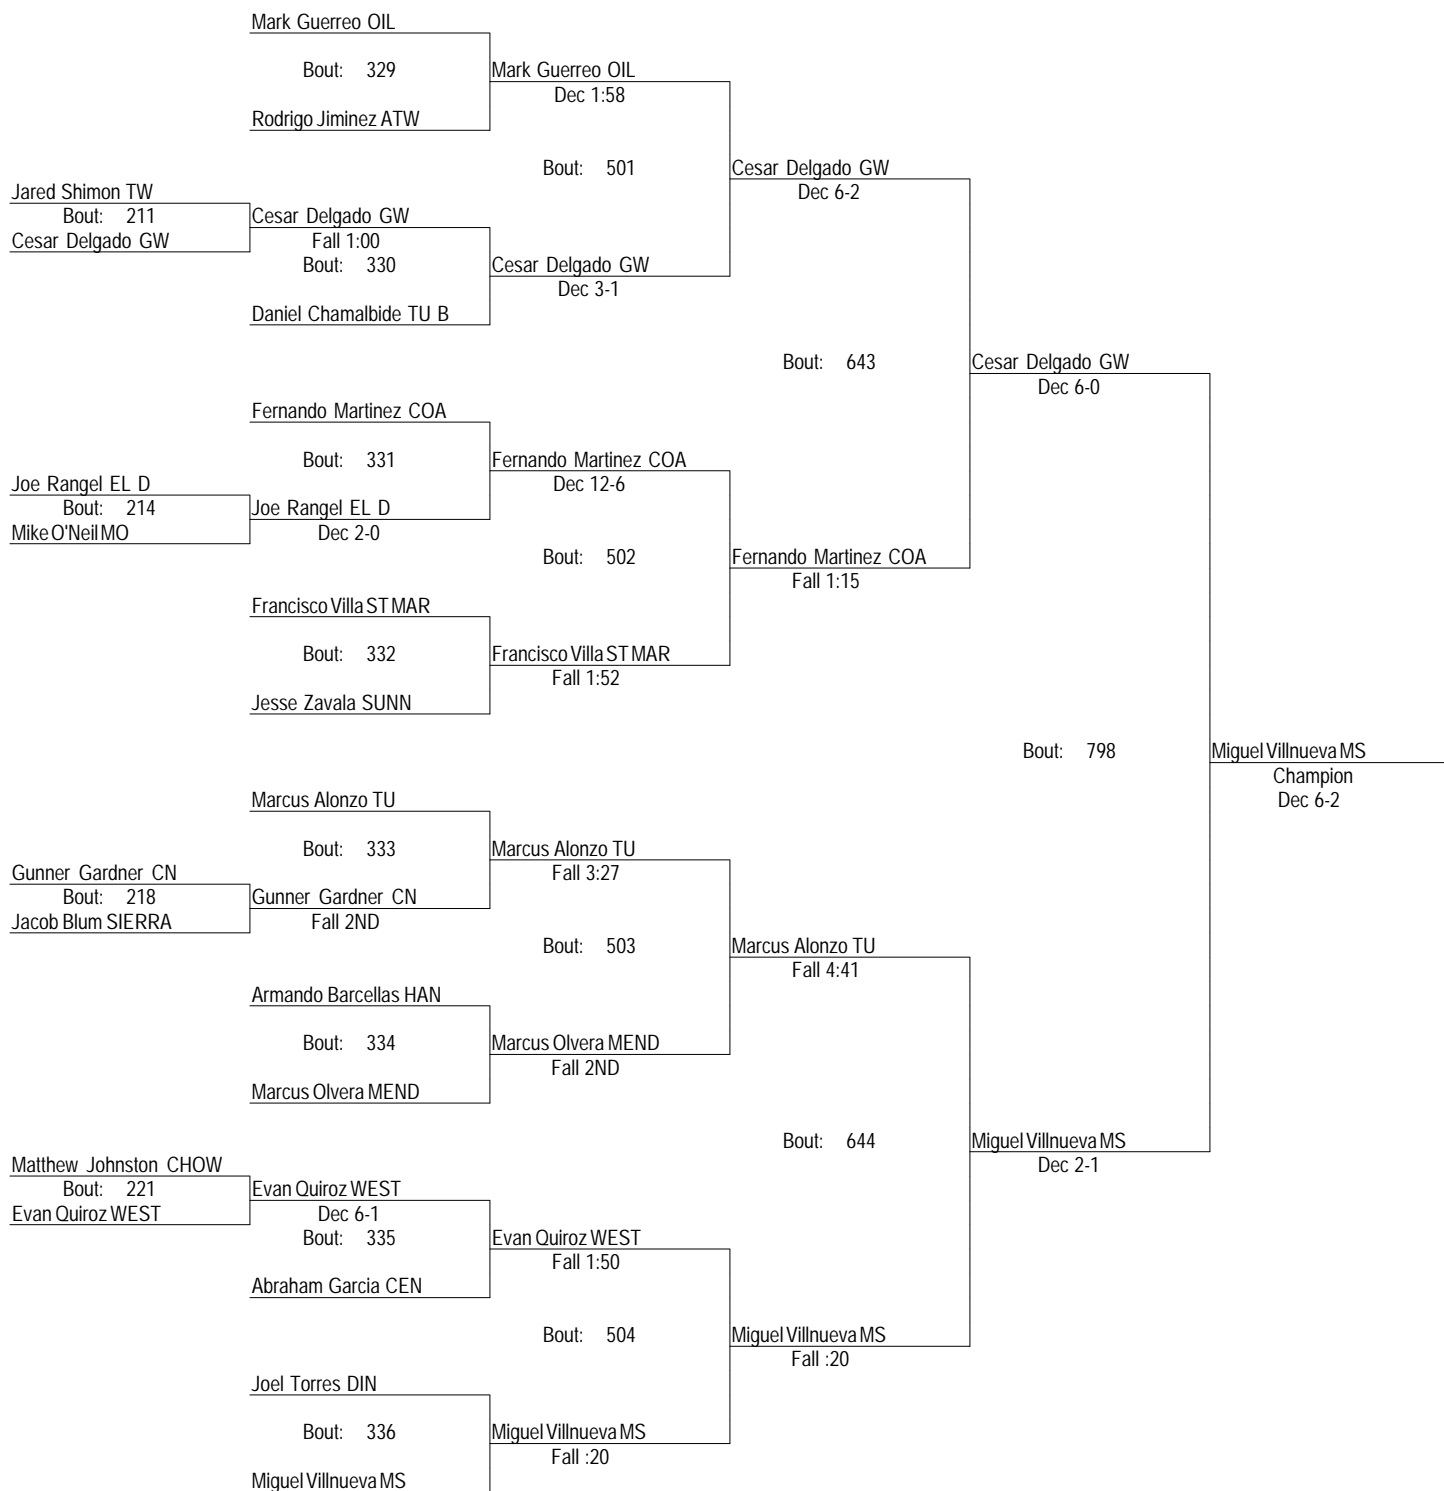 Mark Guerreo OIL
Bout: 329
Mark Guerreo OIL
Dec 1:58
Rodrigo Jiminez ATW
Bout: 501
Cesar Delgado GW
Dec 6-2
Jared Shimon TW
Bout: 211
Cesar Delgado GW
Cesar Delgado GW
Fall 1:00
Bout: 330
Cesar Delgado GW
Dec 3-1
Daniel Chamalbide TU B
Bout: 643
Cesar Delgado GW
Dec 6-0
Fernando Martinez COA
Bout: 331
Fernando Martinez COA
Dec 12-6
Joe Rangel EL D
Bout: 214
Mike O'Neil MO
Joe Rangel EL D
Dec 2-0
Bout: 502
Fernando Martinez COA
Fall 1:15
Francisco Villa ST MAR
Bout: 332
Francisco Villa ST MAR
Fall 1:52
Jesse Zavala SUNN
Bout: 798
Miguel Villnueva MS
Champion
Dec 6-2
Marcus Alonzo TU
Bout: 333
Marcus Alonzo TU
Fall 3:27
Gunner Gardner CN
Bout: 218
Jacob Blum SIERRA
Gunner Gardner CN
Fall 2ND
Bout: 503
Marcus Alonzo TU
Fall 4:41
Armando Barcellas HAN
Bout: 334
Marcus Olvera MEND
Fall 2ND
Marcus Olvera MEND
Bout: 644
Miguel Villnueva MS
Dec 2-1
Matthew Johnston CHOW
Bout: 221
Evan Quiroz WEST
Evan Quiroz WEST
Dec 6-1
Bout: 335
Evan Quiroz WEST
Fall 1:50
Abraham Garcia CEN
Bout: 504
Miguel Villnueva MS
Fall :20
Joel Torres DIN
Bout: 336
Miguel Villnueva MS
Fall :20
Miguel Villnueva MS